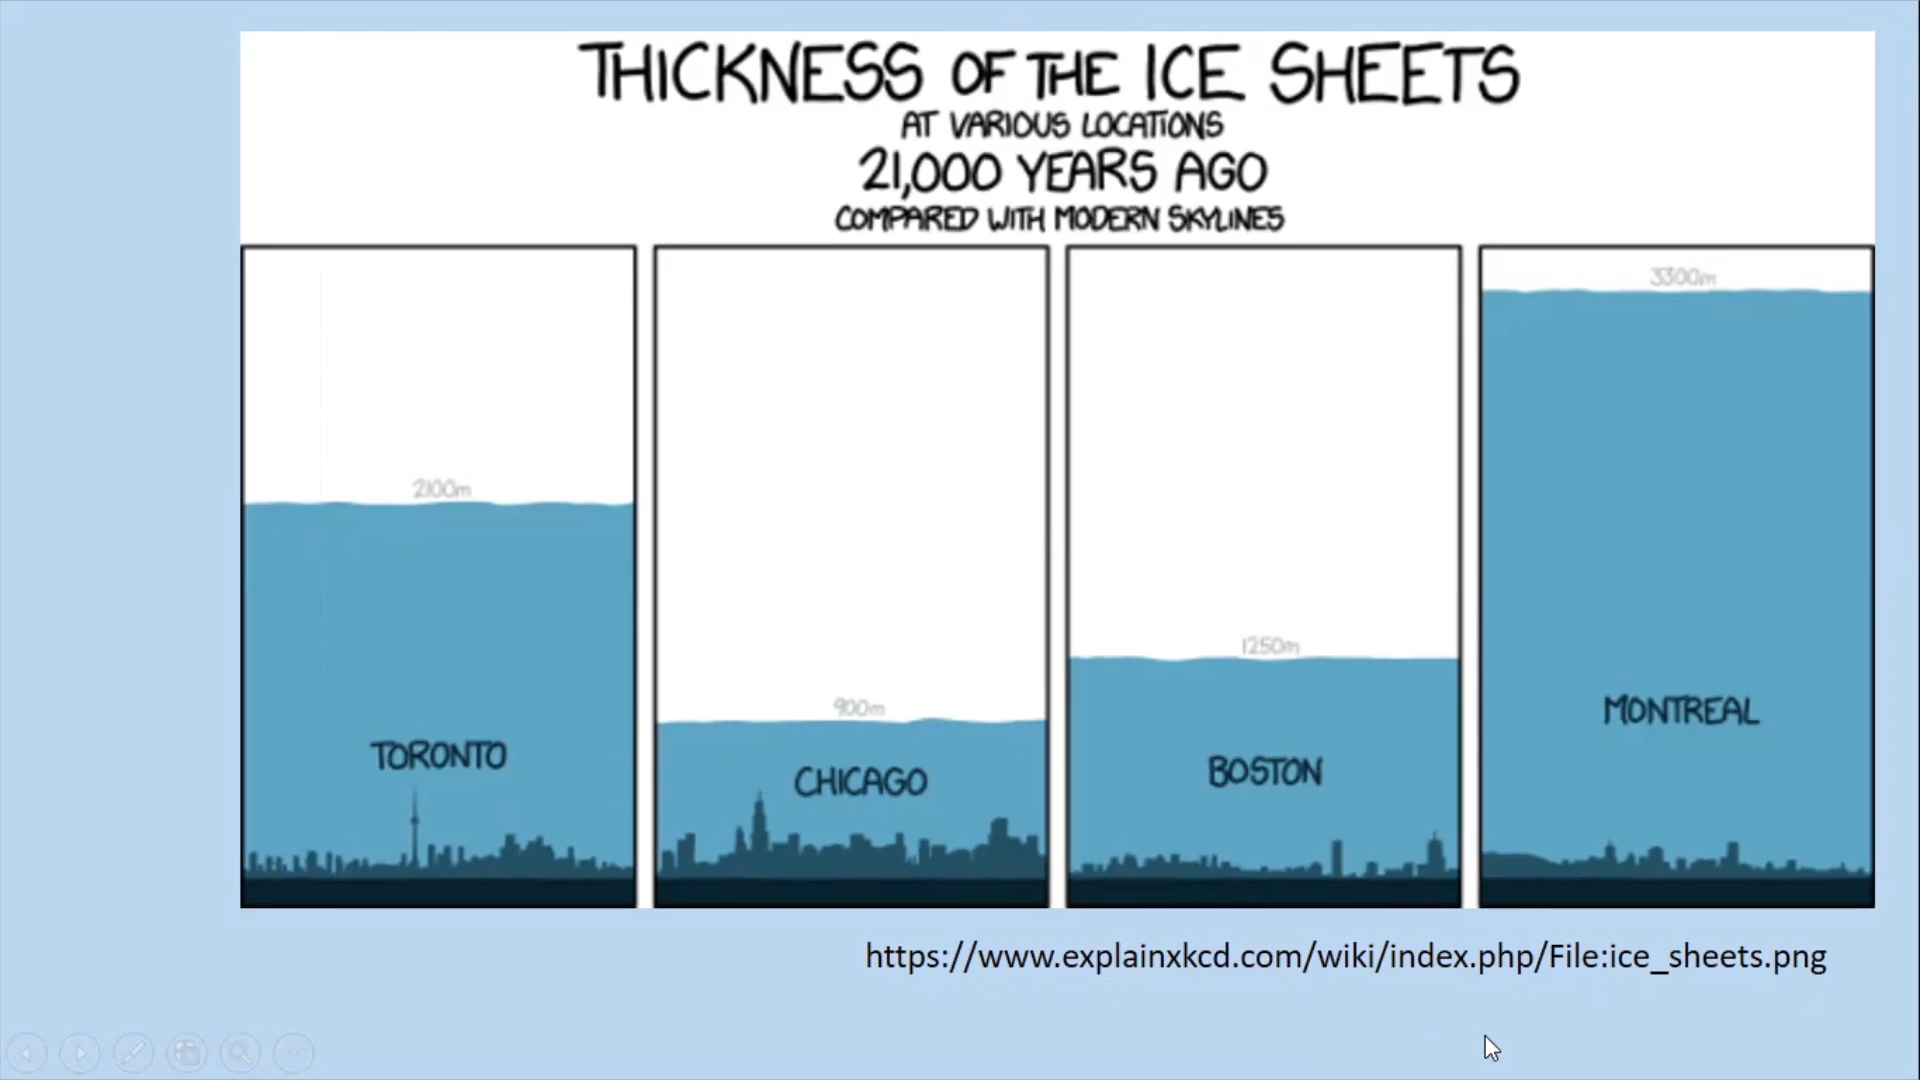 THICKNESS OF THE ICE SHEETS
AT VARIOUS LOCATIONS
21,000 YEARS AGO
COMPARED WITH MODERN SKYLINES
2100m
TORONTO
900m
CHICAGO
1250m
BOSTON
3300m
MONTREAL
https://www.explainxkcd.com/wiki/index.php/File:ice_sheets.png